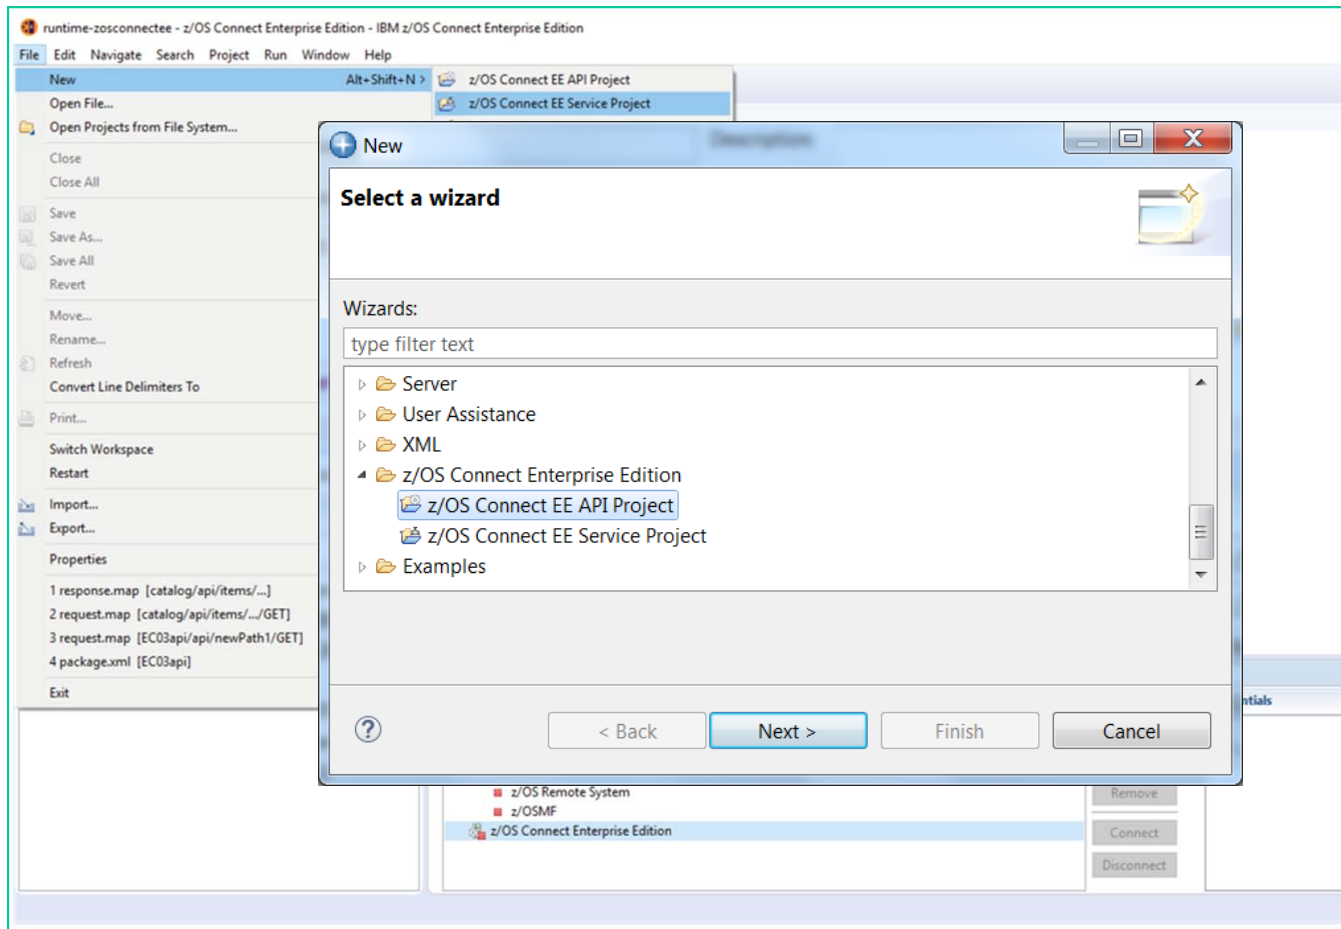 runtime-zosconnectee - z/OS Connect Enterprise Edition - IBM z/OS Connect Enterprise Edition
File Edit Navigate Search Project Run Window Help
New Alt+Shift+N >
z/OS Connect EE API Project
z/OS Connect EE Service Project
Open File...
Open Projects from File System...
Close
Close All
Save
Save As...
Save All
Revert
Move...
Rename...
Refresh
Convert Line Delimiters To
Print...
Switch Workspace
Restart
Import...
Export...
Properties
1 response.map [catalog/api/items/...]
2 request.map [catalog/api/items/.../GET]
3 request.map [EC03api/api/newPath1/GET]
4 package.xml [EC03api]
Exit
New
Description:
Select a wizard
Wizards:
type filter text
Server
User Assistance
XML
z/OS Connect Enterprise Edition
z/OS Connect EE API Project
z/OS Connect EE Service Project
Examples
< Back Next > Finish Cancel
ntials
z/OS Remote System
z/OSMF
z/OS Connect Enterprise Edition
Remove
Connect
Disconnect